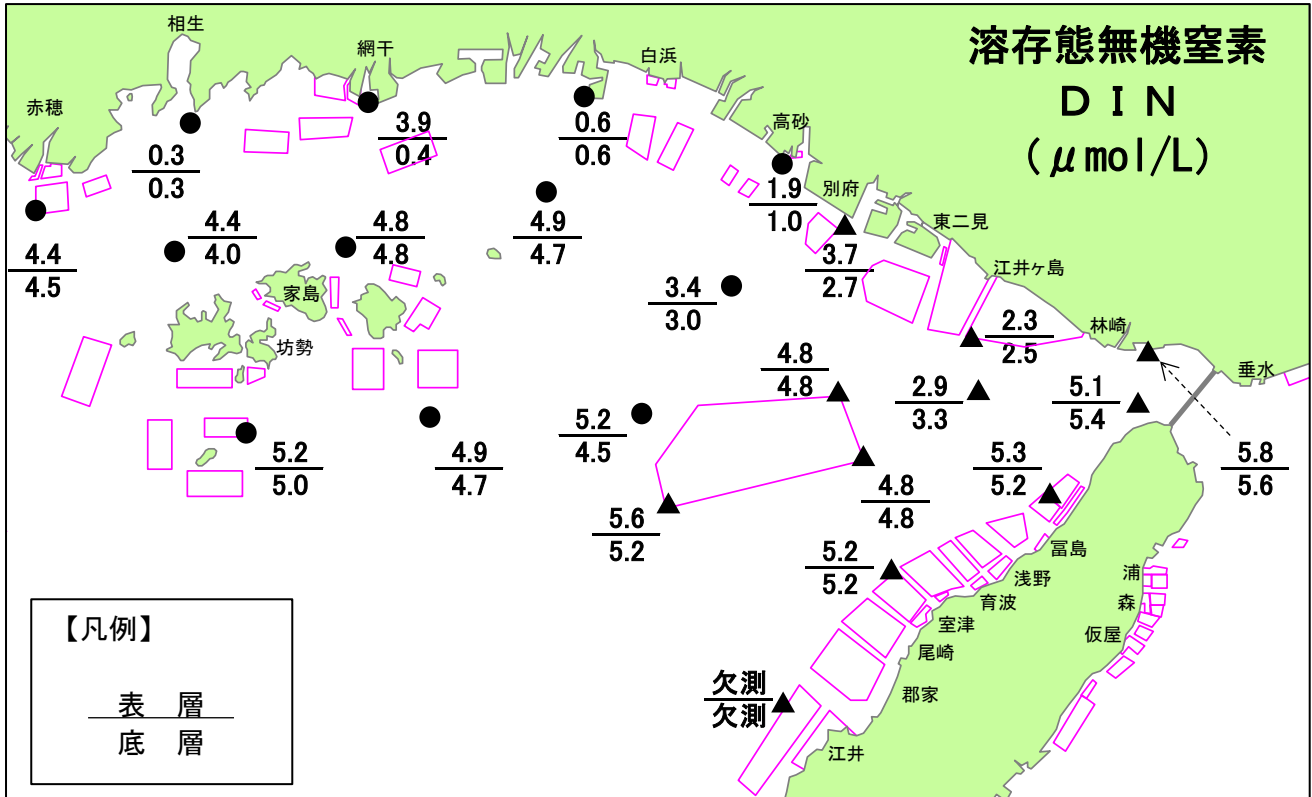 溶存態無機窒素
ＤＩＮ
(μmol/L)
相生
網干
白浜
赤穂
高砂
別府
東二見
江井ヶ島
林崎
垂水
家島
坊勢
0.3
0.3
3.9
0.4
0.6
0.6
1.9
1.0
4.4
4.5
4.4
4.0
4.8
4.8
4.9
4.7
3.7
2.7
3.4
3.0
2.3
2.5
4.8
4.8
2.9
3.3
5.1
5.4
5.8
5.6
5.2
5.0
4.9
4.7
5.2
4.5
5.3
5.2
4.8
4.8
5.6
5.2
5.2
5.2
欠測
欠測
冨島
浅野
育波
室津
尾崎
郡家
江井
浦
森
仮屋
【凡例】
表 層
底 層